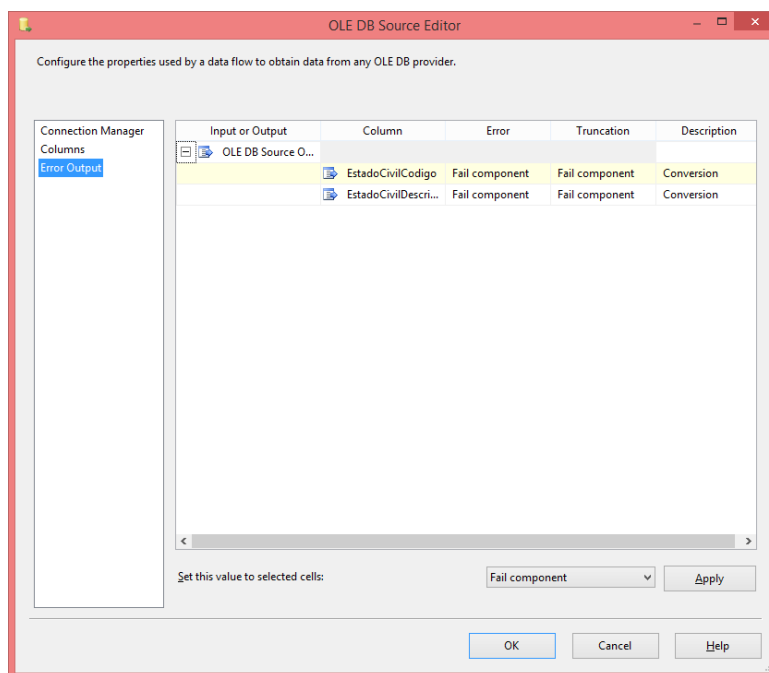 OLE DB Source Editor
Configure the properties used by a data flow to obtain data from any OLE DB provider.
Connection Manager
Columns
Error Output
Input or Output Column Error Truncation Description
OLE DB Source O...
EstadoCivilCodigo Fail component Fail component Conversion
EstadoCivilDescri... Fail component Fail component Conversion
Set this value to selected cells: Fail component Apply
OK Cancel Help